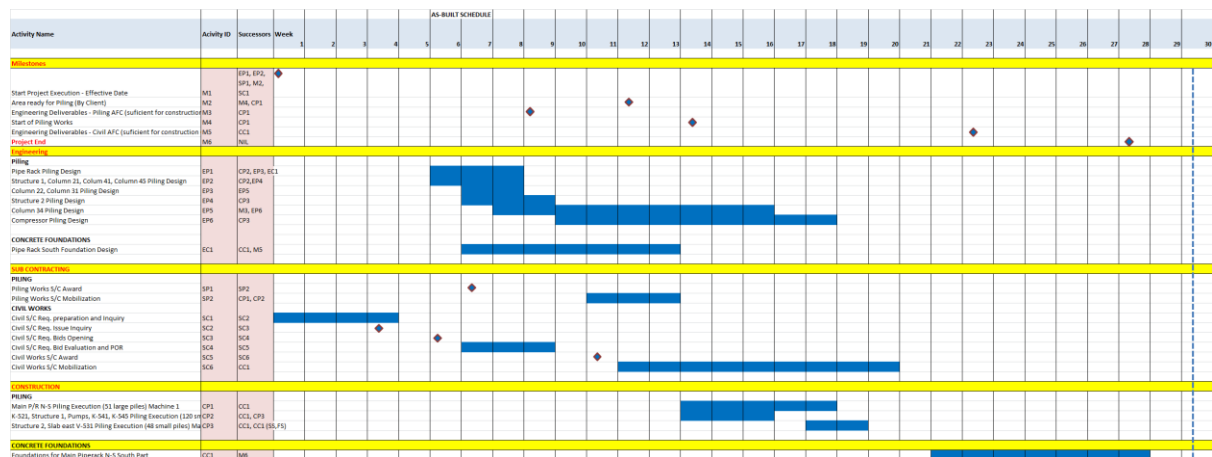 AS-BUILT SCHEDULE
Activity Name Acivity ID Successors Week 1 2 3 4 5 6 7 8 9 10 11 12 13 14 15 16 17 18 19 20 21 22 23 24 25 26 27 28 29 30
Milestones
EP1, EP2,
SP1, M2,
Start Project Execution - Effective Date M1 SC1
Area ready for Piling (By Client) M2 M4, CP1
Engineering Deliverables - Piling AFC (suficient for construction M3 CP1
Start of Piling Works M4 CP1
Engineering Deliverables - Civil AFC (suficient for construction M5 CC1
Project End M6 NIL
Engineering
Piling
Pipe Rack Piling Design EP1 CP2, EP3, EC1
Structure 1, Column 21, Colum 41, Column 45 Piling Design EP2 CP2,EP4
Column 22, Column 31 Piling Design EP3 EP5
Structure 2 Piling Design EP4 CP3
Column 34 Piling Design EP5 M3, EP6
Compressor Piling Design EP6 CP3
CONCRETE FOUNDATIONS
Pipe Rack South Foundation Design EC1 CC1, M5
SUB CONTRACTING
PILING
Piling Works S/C Award SP1 SP2
Piling Works S/C Mobilization SP2 CP1, CP2
CIVIL WORKS
Civil S/C Req. preparation and Inquiry SC1 SC2
Civil S/C Req. Issue Inquiry SC2 SC3
Civil S/C Req. Bids Opening SC3 SC4
Civil S/C Req. Bid Evaluation and POR SC4 SC5
Civil Works S/C Award SC5 SC6
Civil Works S/C Mobilization SC6 CC1
CONSTRUCTION
PILING
Main P/R N-S Piling Execution (51 large piles) Machine 1 CP1 CC1
K-521, Structure 1, Pumps, K-541, K-545 Piling Execution (120 sm CP2 CC1, CP3
Structure 2, Slab east V-531 Piling Execution (48 small piles) Ma CP3 CC1, CC1 (SS,FS)
CONCRETE FOUNDATIONS
Foundations for Main Piperack N-S South Part CC1 M6